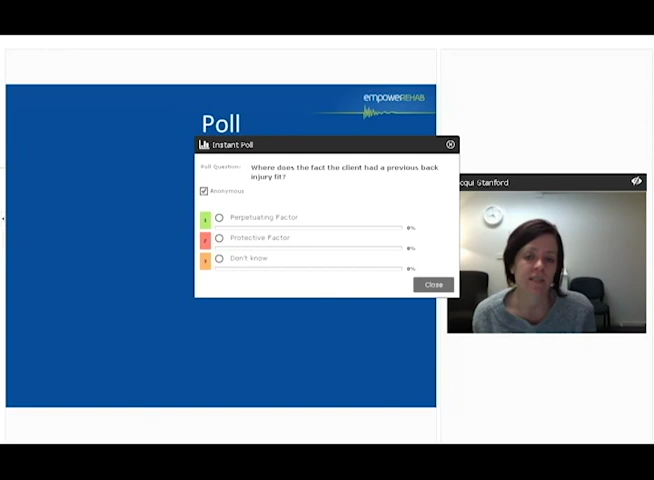 empowerREHAB
Poll
Instant Poll
Poll Question:
Where does the fact the client had a previous back
injury fit?
Anonymous
1
Perpetuating Factor
0%
2
Protective Factor
0%
3
Don't know
0%
Close
cqui Stanford